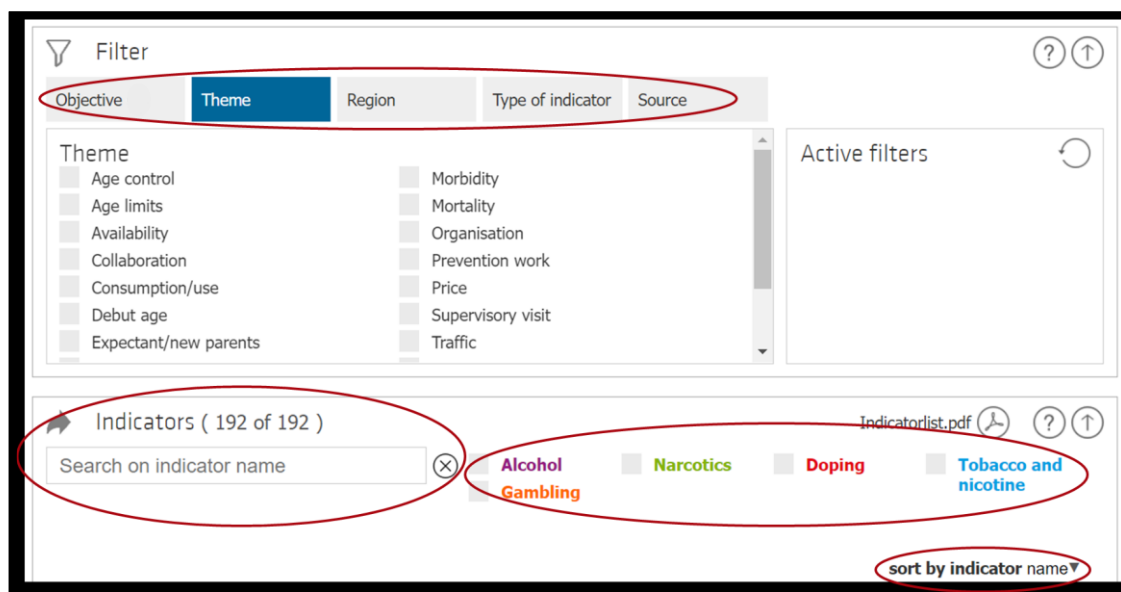 Filter
Objective Theme Region Type of indicator Source
Theme
Age control
Age limits
Availability
Collaboration
Consumption/use
Debut age
Expectant/new parents
Morbidity
Mortality
Organisation
Prevention work
Price
Supervisory visit
Traffic
Active filters
Indicators ( 192 of 192 )
Indicatorlist.pdf
Search on indicator name
Alcohol Narcotics Doping Tobacco and
nicotine
Gambling
sort by indicator name